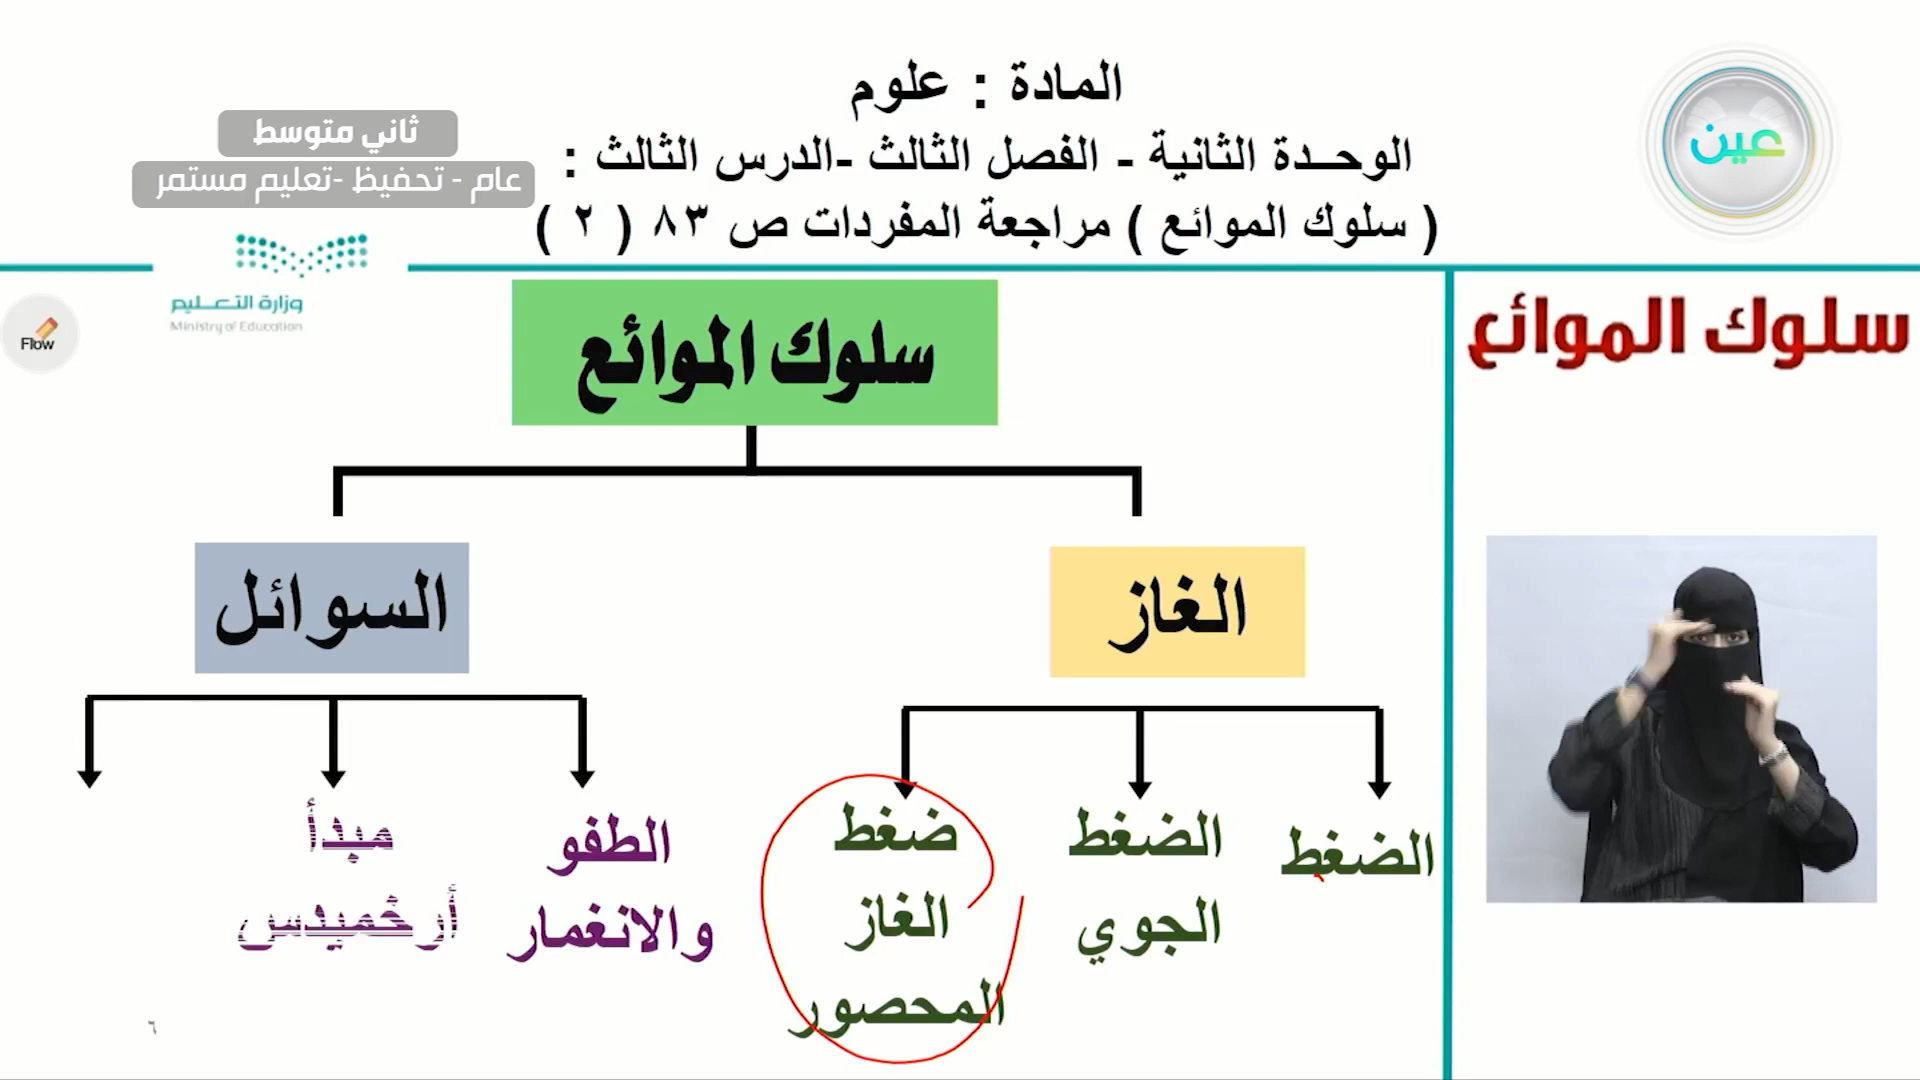 المادة : علوم
الوحـدة الثانية - الفصل الثالث -الدرس الثالث :
( سلوك الموائع ) مراجعة المفردات ص ٨٣ ( ٢ )
عين
ثاني متوسط
عام - تحفيظ -تعليم مستمر
وزارة التعـليم
Ministry of Education
Flow
سلوك الموائع
سلوك الموائع
الغاز
السوائل
الضغط
الضغط
الجوي
ضغط
الغاز
المحصور
الطفو
والانغمار
مبدأ
أرخميدس
٦